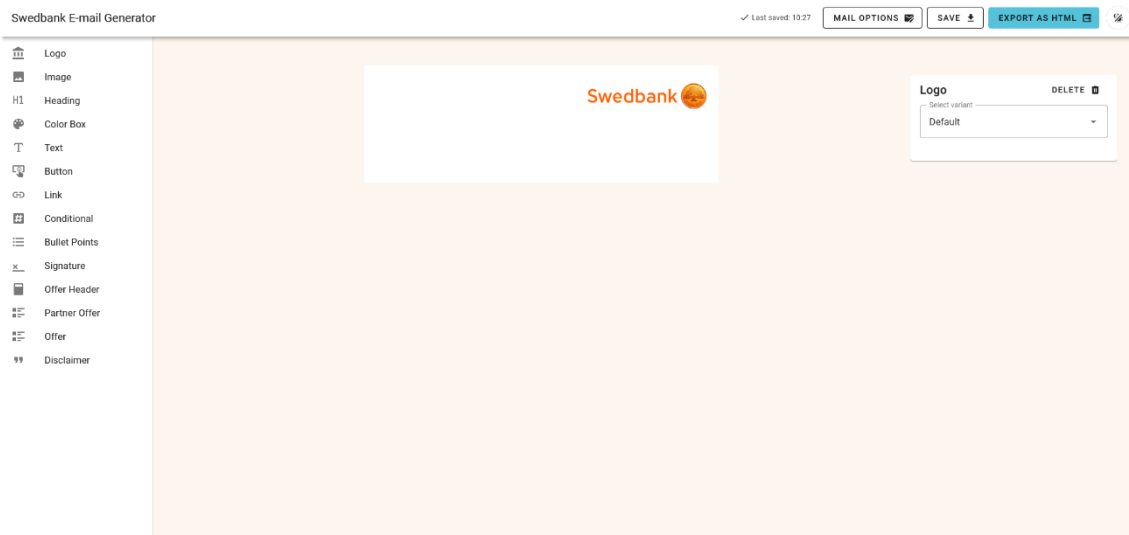 Swedbank E-mail Generator
Last saved: 10:27
MAIL OPTIONS
SAVE
EXPORT AS HTML
Logo
Image
H1 Heading
Color Box
Text
Button
Link
Conditional
Bullet Points
Signature
Offer Header
Partner Offer
Offer
Disclaimer
Swedbank
Logo
DELETE
Select variant
Default